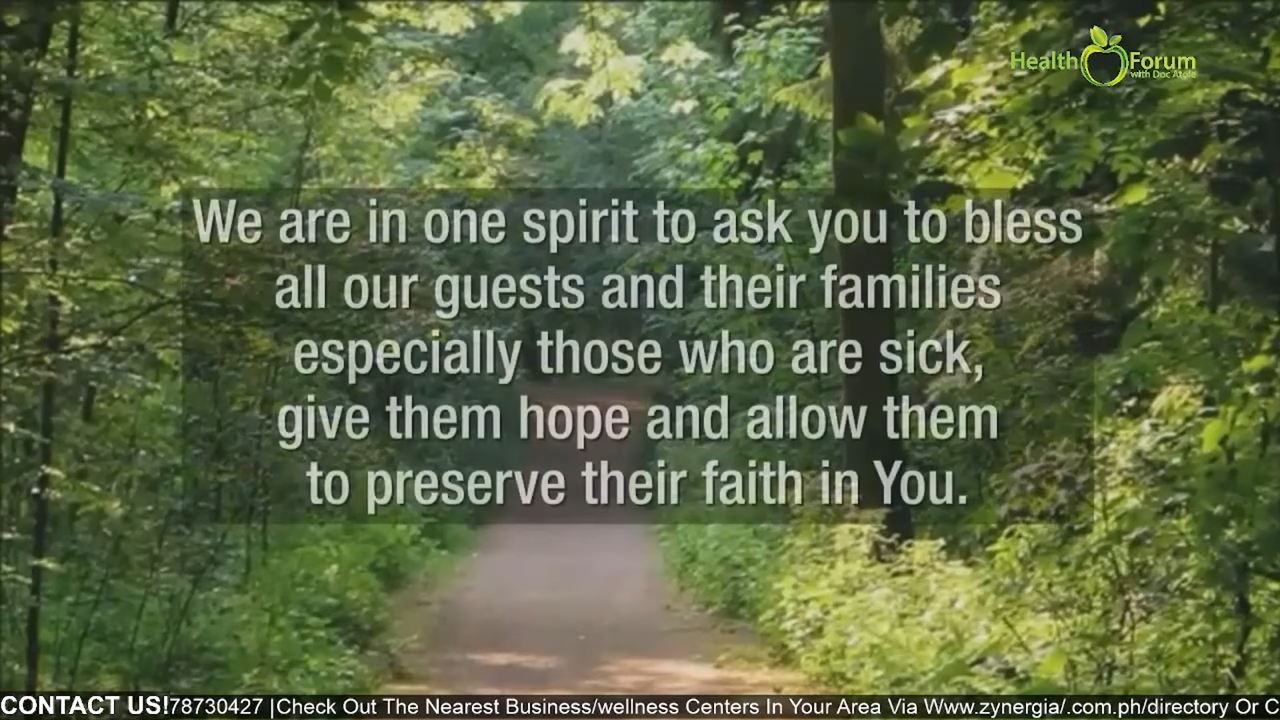 Health Forum
with Doc Atoie
We are in one spirit to ask you to bless
all our guests and their families
especially those who are sick,
give them hope and allow them
to preserve their faith in You.
CONTACT US!78730427 |Check Out The Nearest Business/wellness Centers In Your Area Via Www.zynergia/.com.ph/directory Or C